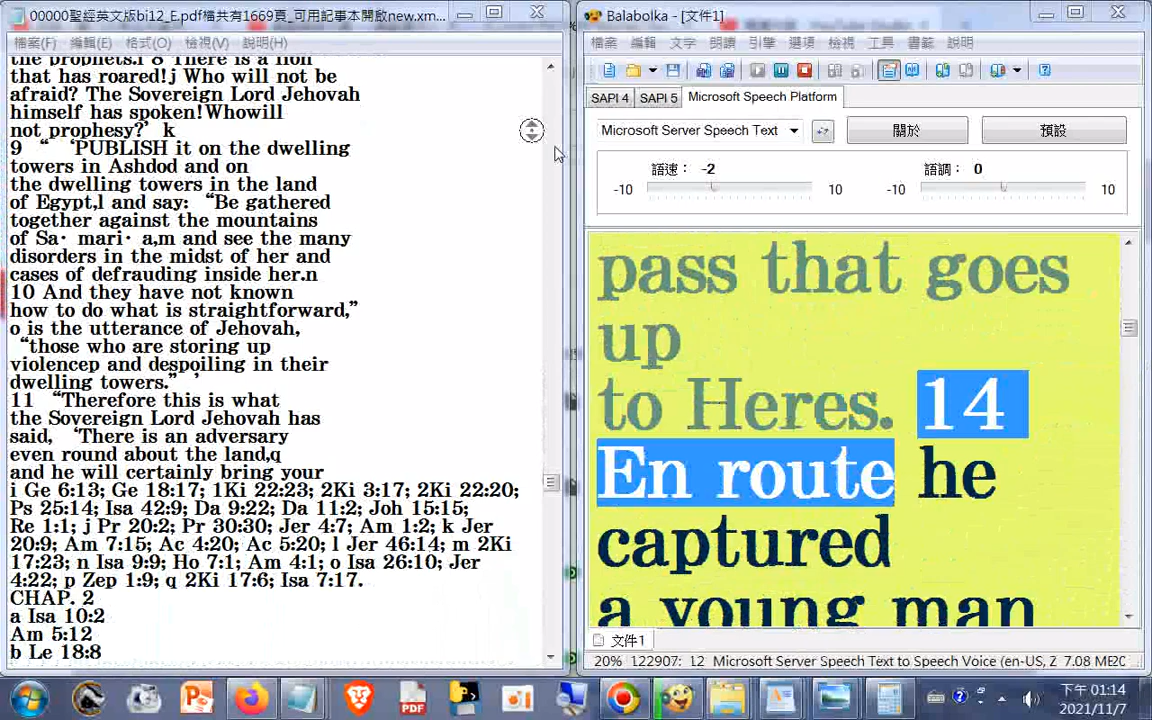 00000聖經英文版bi12_E.pdf檔共有1669頁_可用記事本開啟new.xm...
檔案(F) 編輯(E) 格式(O) 檢視(V) 說明(H)
the prophets.i 8 There is a lion
that has roared!j Who will not be
afraid? The Sovereign Lord Jehovah
himself has spoken!Whowill
not prophesy?’ k
9 “ ‘PUBLISH it on the dwelling
towers in Ashdod and on
the dwelling towers in the land
of Egypt,l and say: “Be gathered
together against the mountains
of Sa·mari·a,m and see the many
disorders in the midst of her and
cases of defrauding inside her.n
10 And they have not known
how to do what is straightforward,”
o is the utterance of Jehovah,
“those who are storing up
violencep and despoiling in their
dwelling towers.” ’
11 “Therefore this is what
the Sovereign Lord Jehovah has
said, ‘There is an adversary
even round about the land,q
and he will certainly bring your
i Ge 6:13; Ge 18:17; 1Ki 22:23; 2Ki 3:17; 2Ki 22:20;
Ps 25:14; Isa 42:9; Da 9:22; Da 11:2; Joh 15:15;
Re 1:1; j Pr 20:2; Pr 30:30; Jer 4:7; Am 1:2; k Jer
20:9; Am 7:15; Ac 4:20; Ac 5:20; l Jer 46:14; m 2Ki
17:23; n Isa 9:9; Ho 7:1; Am 4:1; o Isa 26:10; Jer
4:22; p Zep 1:9; q 2Ki 17:6; Isa 7:17.
CHAP. 2
a Isa 10:2
Am 5:12
b Le 18:8
Balabolka - [文件1]
檔案 編輯 文字 朗讀 引擎 選項 檢視 工具 書籤 說明
SAPI 4 SAPI 5 Microsoft Speech Platform
Microsoft Server Speech Text 關於 預設
語速： -2 語調： 0
-10 10 -10 10
pass that goes
up
to Heres. 14
En route he
captured
a young man
文件1
20% 122907: 12 Microsoft Server Speech Text to Speech Voice (en-US, Z 7.08 ME
PDF
下午 01:14
2021/11/7